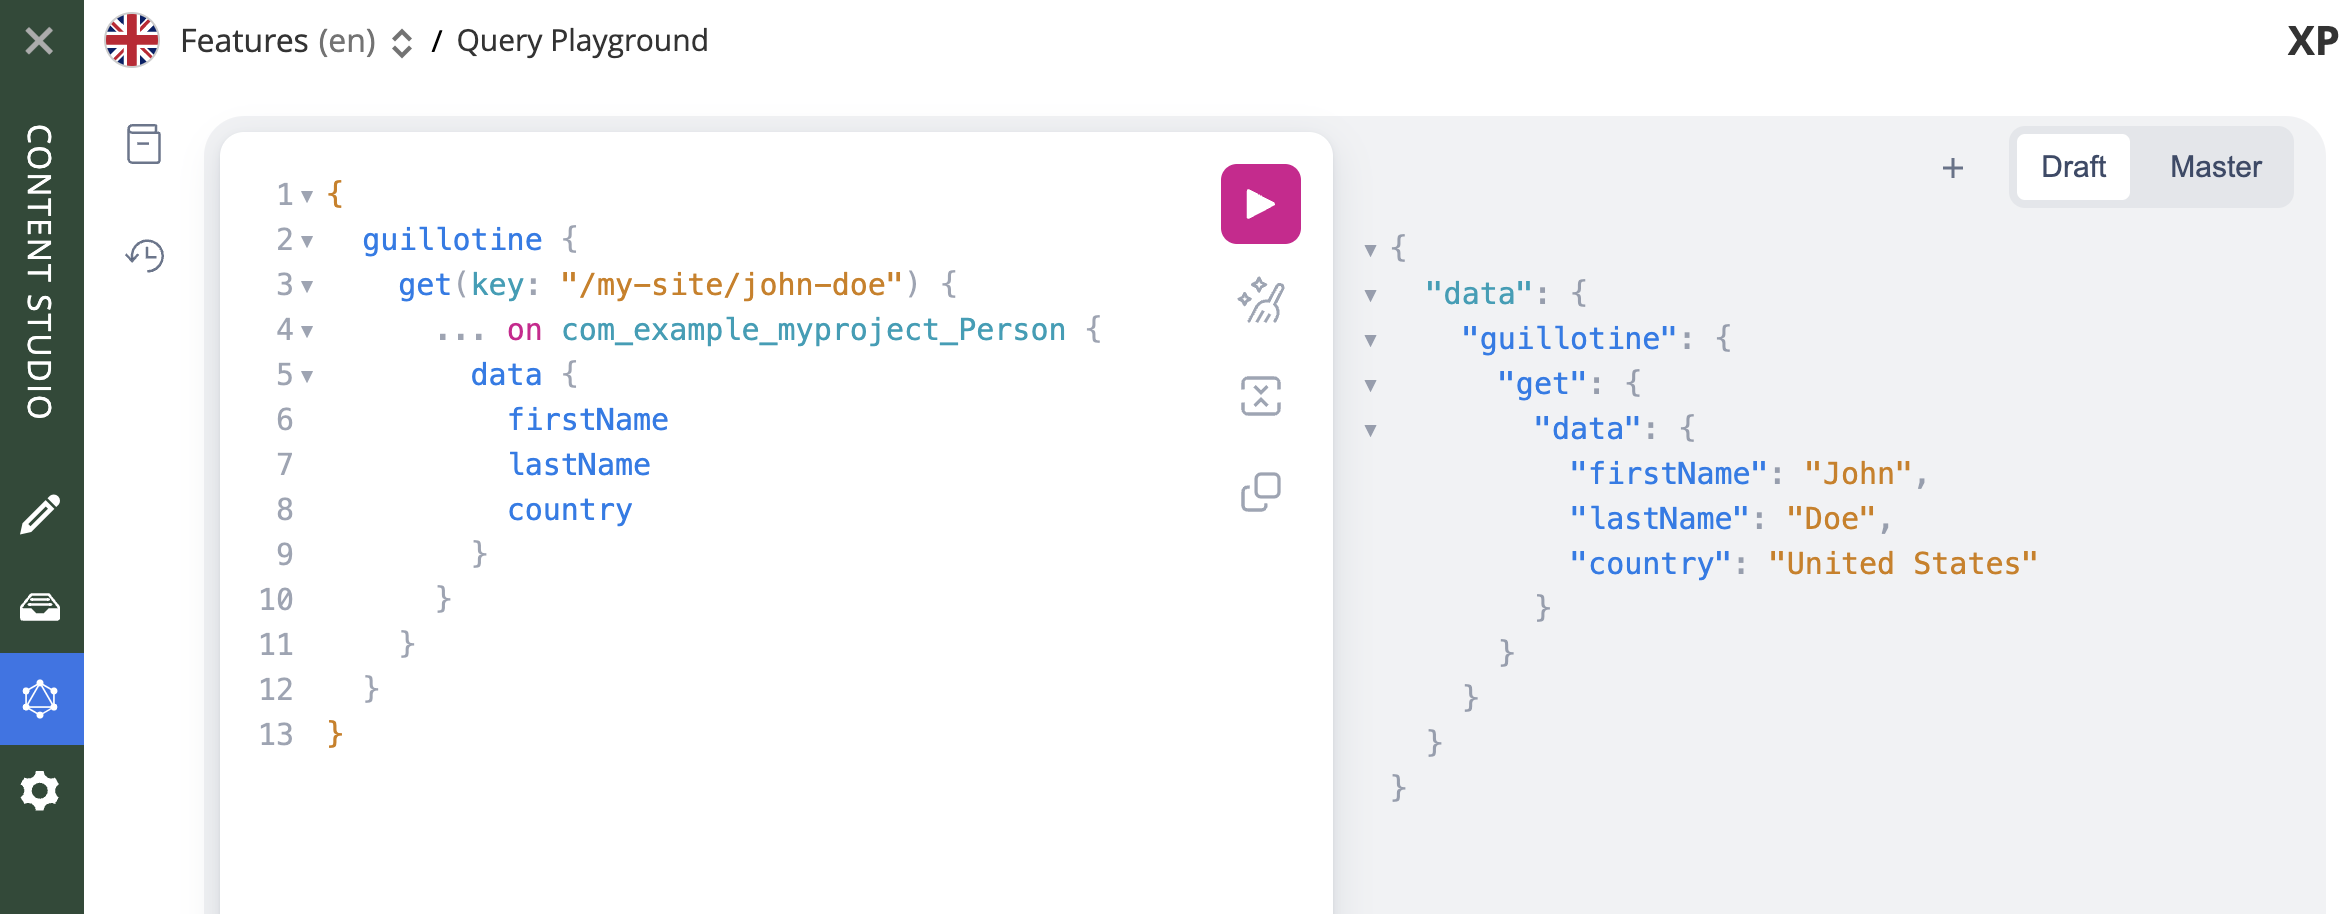 Features (en) / Query Playground
XP
CONTENT STUDIO
1 {
2 guillotine {
3 get(key: "/my-site/john-doe") {
4 ... on com_example_myproject_Person {
5 data {
6 firstName
7 lastName
8 country
9 }
10 }
11 }
12 }
13 }
+ Draft Master
{
"data": {
"guillotine": {
"get": {
"data": {
"firstName": "John",
"lastName": "Doe",
"country": "United States"
}
}
}
}
}